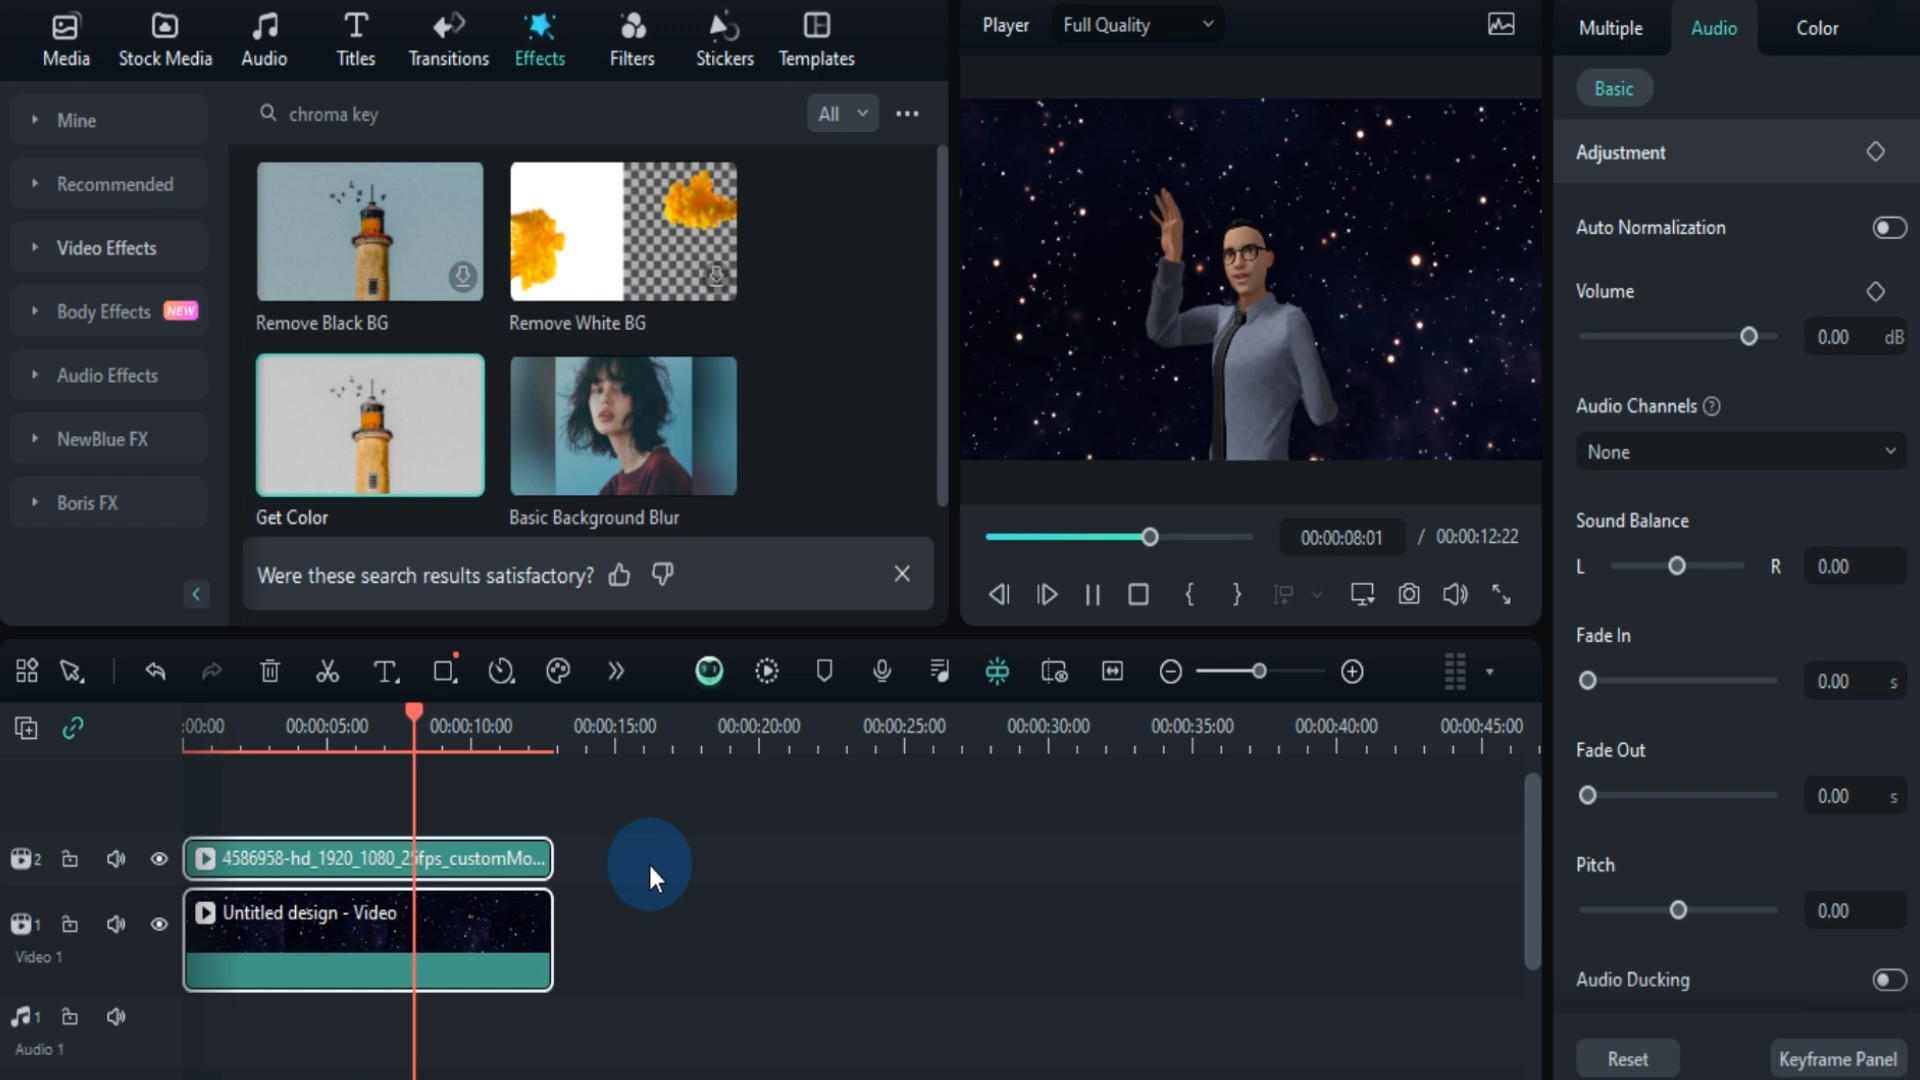 Media
Stock Media
Audio
Titles
Transitions
Effects
Filters
Stickers
Templates
Mine
Recommended
Video Effects
Body Effects NEW
Audio Effects
NewBlue FX
Boris FX
chroma key
All
Remove Black BG
Remove White BG
Get Color
Basic Background Blur
Were these search results satisfactory?
Player
Full Quality
00:00:08:01 / 00:00:12:22
Multiple
Audio
Color
Basic
Adjustment
Auto Normalization
Volume
0.00 dB
Audio Channels ?
None
Sound Balance
L R 0.00
Fade In
0.00 s
Fade Out
0.00 s
Pitch
0.00
Audio Ducking
Reset
Keyframe Panel
:00:00 00:00:05:00 00:00:10:00 00:00:15:00 00:00:20:00 00:00:25:00 00:00:30:00 00:00:35:00 00:00:40:00 00:00:45:00
2
4586958-hd_1920_1080_25fps_customMo...
1
Untitled design - Video
Video 1
1
Audio 1